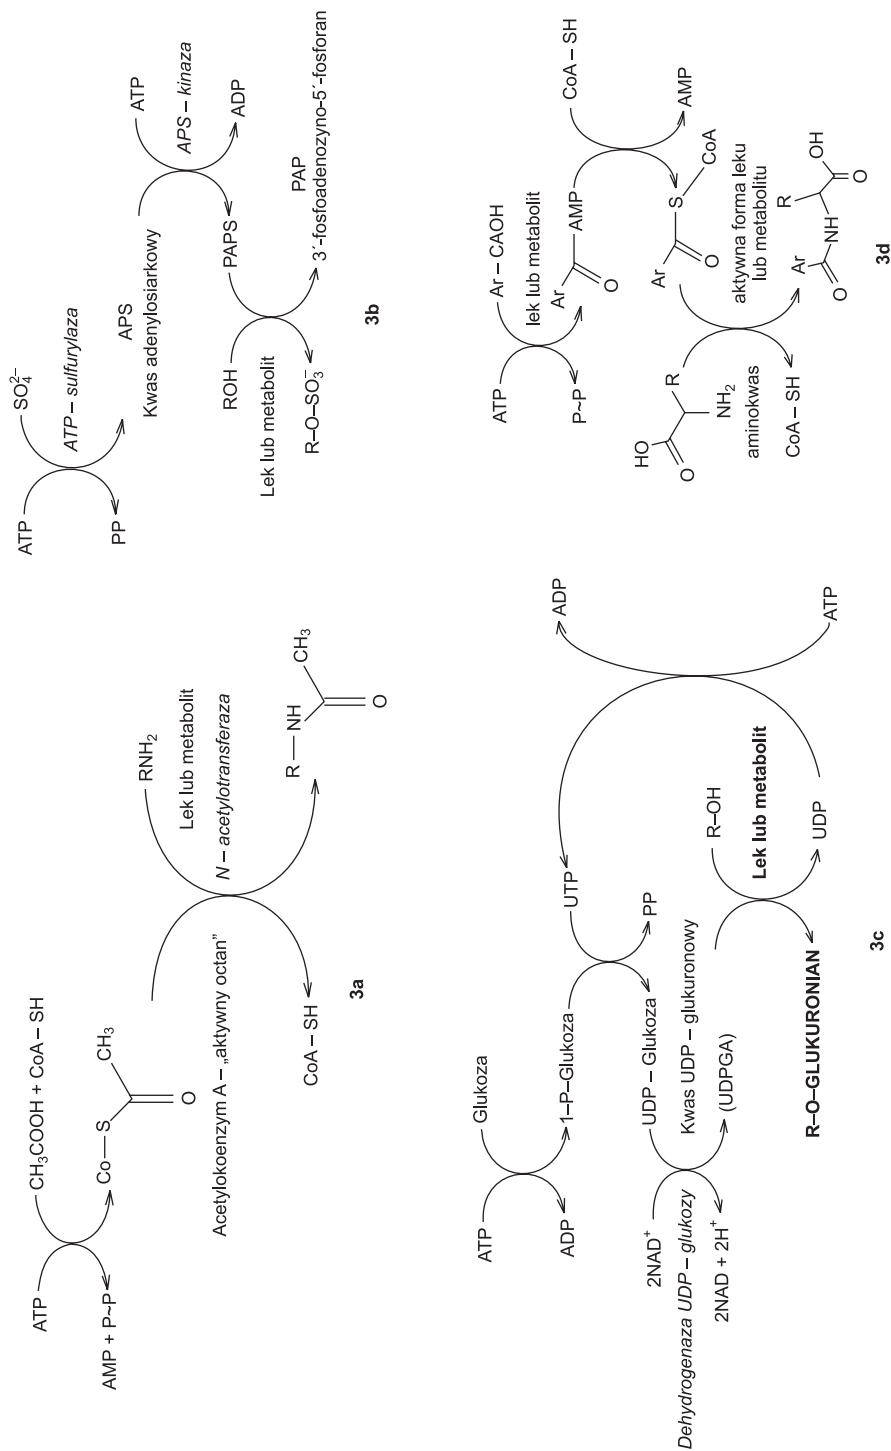 CH₃COOH + CoA – SH
ATP
AMP + P~P
Co
S
CH₃
O
Acetylokoenzym A – „aktywny octan”
RNH₂
Lek lub metabolit
N – acetylotransferaza
CoA – SH
R
NH
CH₃
O
3a
SO₄²⁻
ATP
ATP – sulfurylaza
PP
APS
Kwas adenylosiarkowy
ATP
APS – kinaza
ADP
PAPS
ROH
Lek lub metabolit
R–O–SO₃⁻
PAP
3´-fosfoadenozyno-5´-fosforan
3b
Glukoza
ATP
ADP
1–P–Glukoza
UTP
PP
UDP – Glukoza
2NAD⁺
Dehydrogenaza UDP – glukozy
2NAD + 2H⁺
Kwas UDP – glukuronowy
(UDPGA)
R–OH
Lek lub metabolit
UDP
R–O–GLUKURONIAN
ADP
ATP
3c
Ar – CAOH
lek lub metabolit
ATP
P~P
Ar
AMP
O
CoA – SH
AMP
Ar
S
CoA
O
aktywna forma leku
lub metabolitu
HO
O
R
NH₂
aminokwas
CoA – SH
Ar
O
NH
R
OH
O
3d